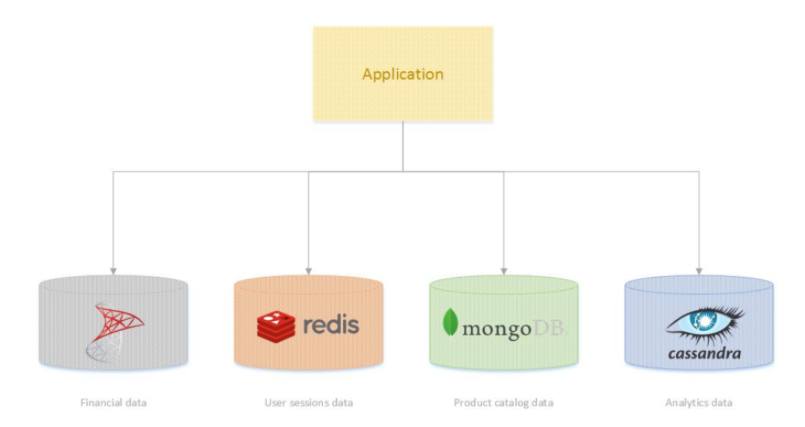 Application
redis
mongoDB
cassandra
Financial data
User sessions data
Product catalog data
Analytics data